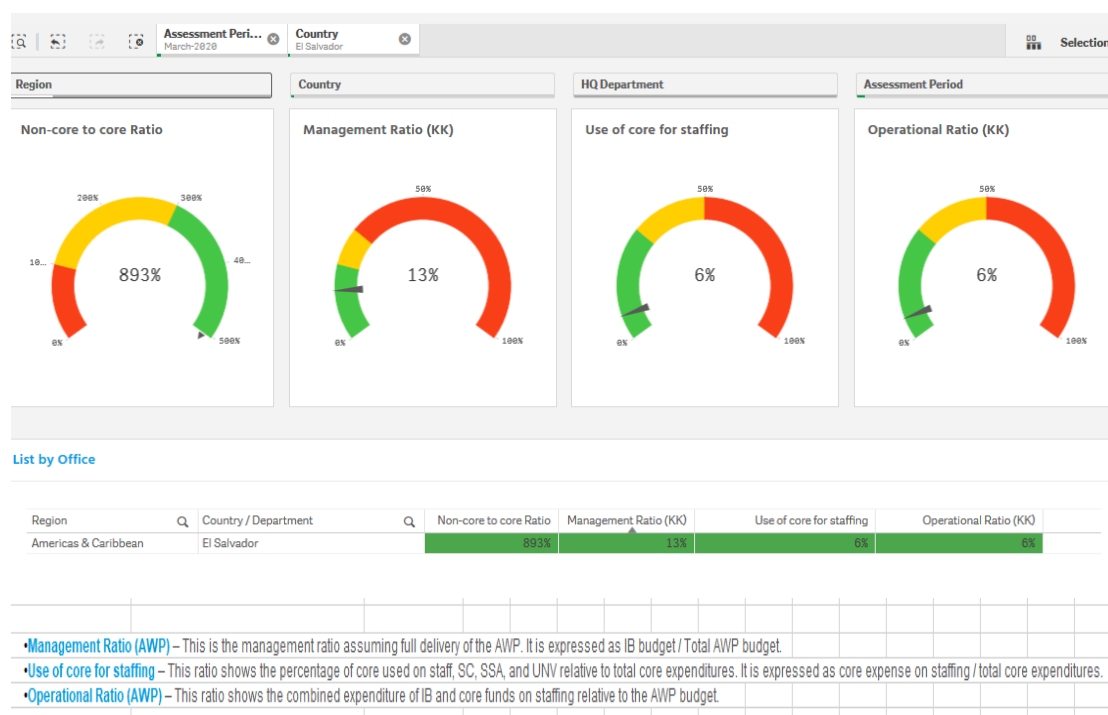 Assessment Peri... Country
March-2020 El Salvador
Selection
Region Country HQ Department Assessment Period
Non-core to core Ratio
200% 300%
10... 40...
893%
0% 500%
Management Ratio (KK)
50%
13%
0% 100%
Use of core for staffing
50%
6%
0% 100%
Operational Ratio (KK)
50%
6%
0% 100%
List by Office
Region Country / Department Non-core to core Ratio Management Ratio (KK) Use of core for staffing Operational Ratio (KK)
Americas & Caribbean El Salvador 893% 13% 6% 6%
•Management Ratio (AWP) – This is the management ratio assuming full delivery of the AWP. It is expressed as IB budget / Total AWP budget.
•Use of core for staffing – This ratio shows the percentage of core used on staff, SC, SSA, and UNV relative to total core expenditures. It is expressed as core expense on staffing / total core expenditures.
•Operational Ratio (AWP) – This ratio shows the combined expenditure of IB and core funds on staffing relative to the AWP budget.